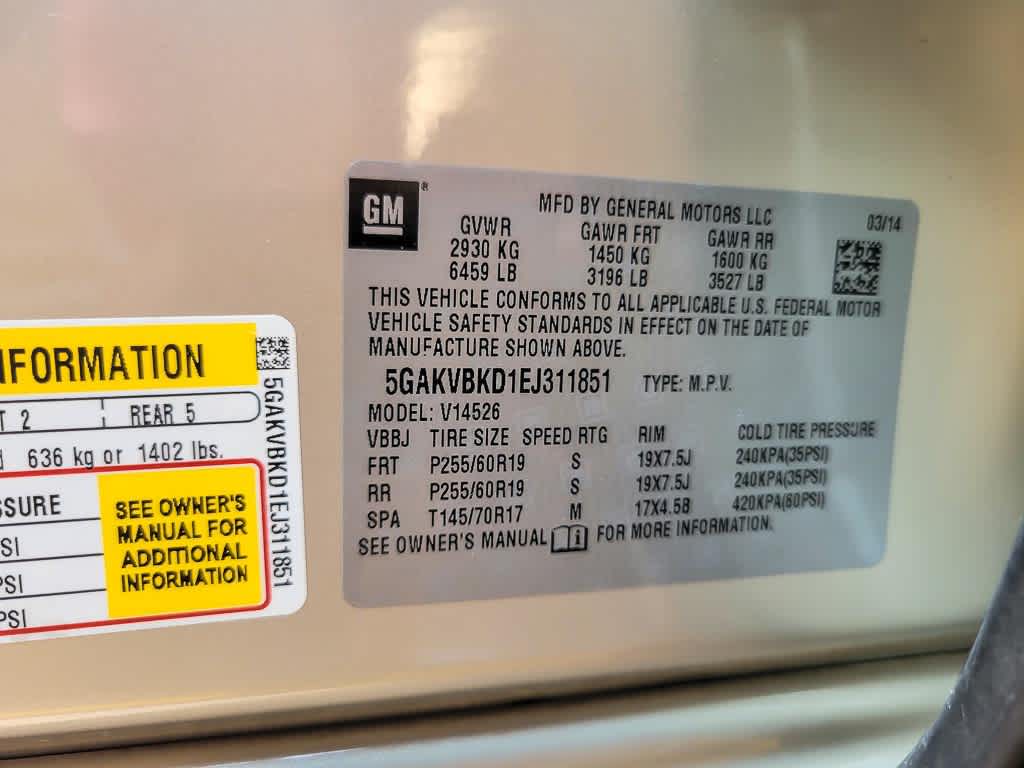 GM®
MFD BY GENERAL MOTORS LLC
03/14
GVWR GAWR FRT GAWR RR
2930 KG 1450 KG 1600 KG
6459 LB 3196 LB 3527 LB
THIS VEHICLE CONFORMS TO ALL APPLICABLE U.S. FEDERAL MOTOR
VEHICLE SAFETY STANDARDS IN EFFECT ON THE DATE OF
MANUFACTURE SHOWN ABOVE.
5GAKVBKD1EJ311851 TYPE: M.P.V.
MODEL: V14526
VBBJ TIRE SIZE SPEED RTG RIM COLD TIRE PRESSURE
FRT P255/60R19 S 19X7.5J 240KPA(35PSI)
RR P255/60R19 S 19X7.5J 240KPA(35PSI)
SPA T145/70R17 M 17X4.5B 420KPA(60PSI)
SEE OWNER'S MANUAL FOR MORE INFORMATION.
NFORMATION
T 2 REAR 5
d 636 kg or 1402 lbs.
SSURE
SI
PSI
PSI
SEE OWNER'S
MANUAL FOR
ADDITIONAL
INFORMATION
5GAKVBKD1EJ311851